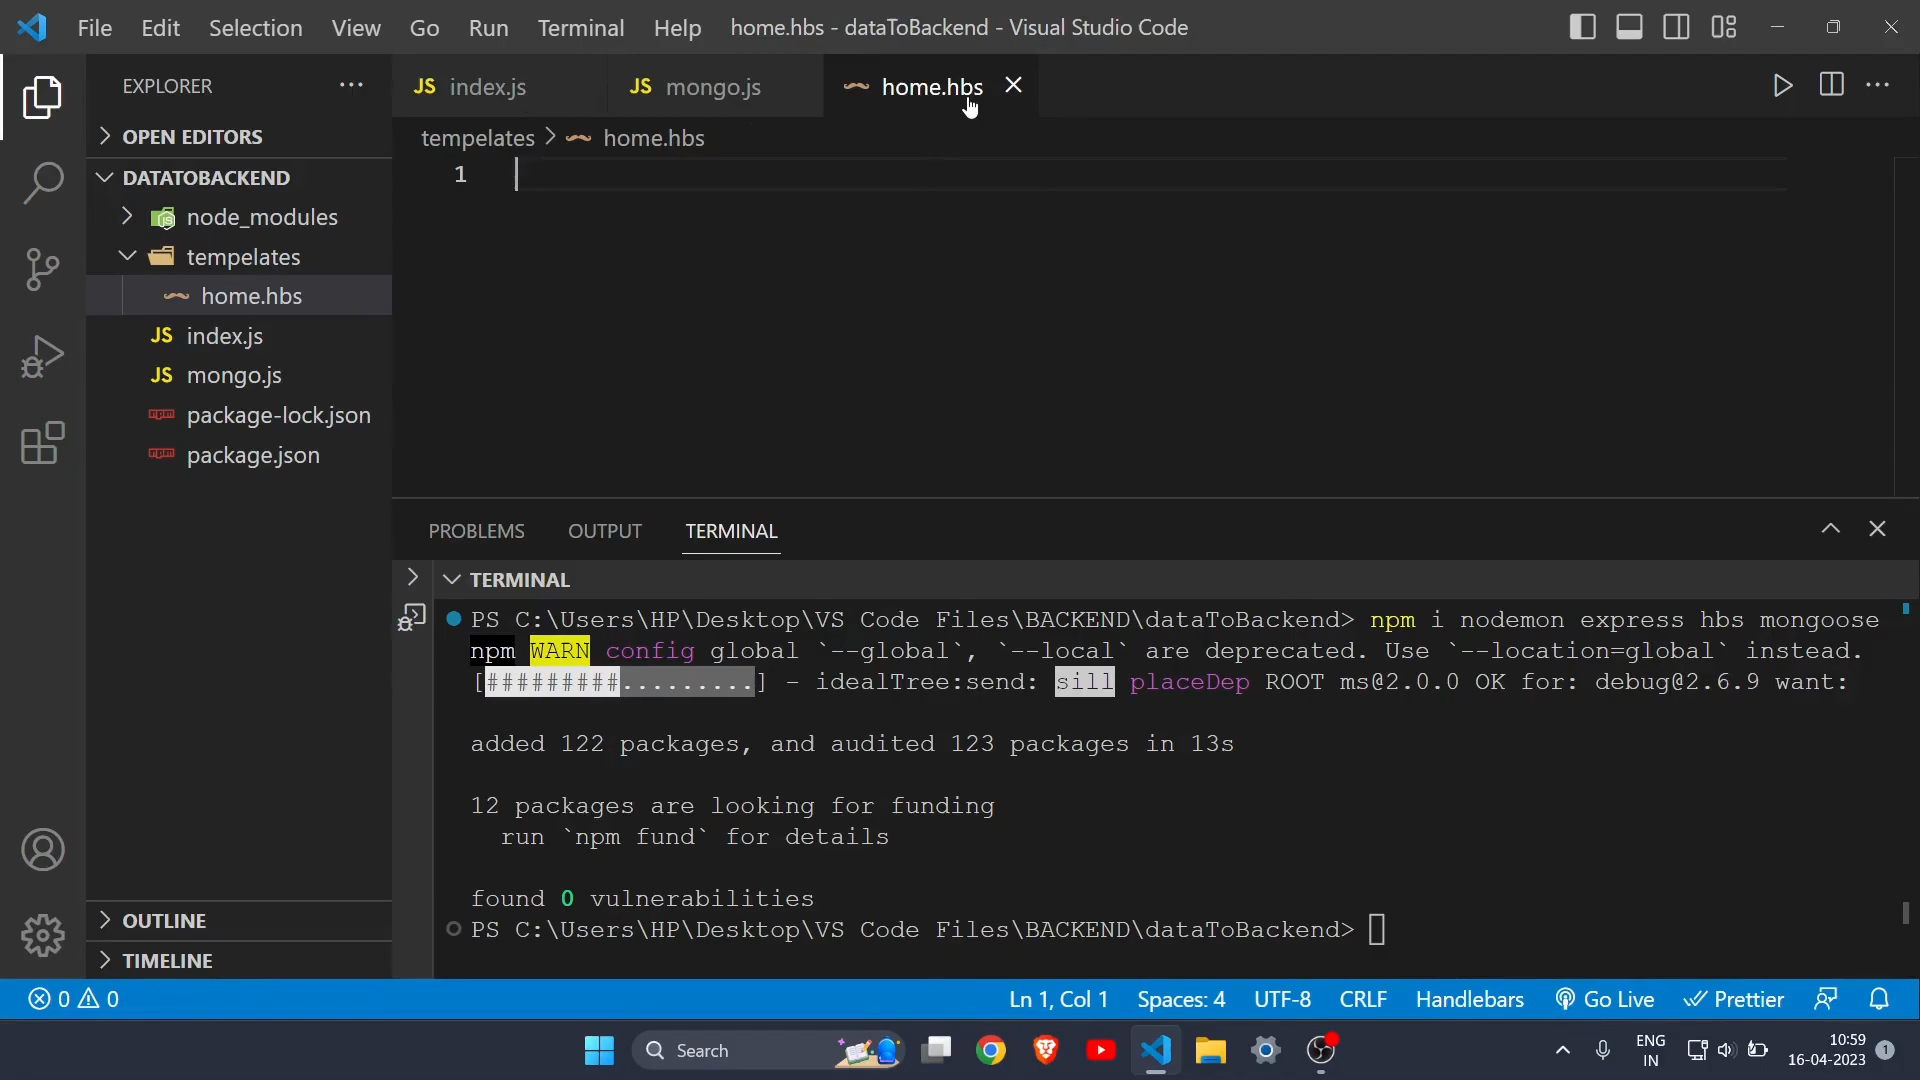 File Edit Selection View Go Run Terminal Help home.hbs - dataToBackend - Visual Studio Code
EXPLORER
JS index.js
JS mongo.js
home.hbs
OPEN EDITORS
tempelates > home.hbs
DATATOBACKEND
1
node_modules
tempelates
home.hbs
JS index.js
JS mongo.js
package-lock.json
package.json
PROBLEMS OUTPUT TERMINAL
TERMINAL
PS C:\Users\HP\Desktop\VS Code Files\BACKEND\dataToBackend> npm i nodemon express hbs mongoose
npm WARN config global `--global`, `--local` are deprecated. Use `--location=global` instead.
[#########.........] - idealTree:send: sill placeDep ROOT ms@2.0.0 OK for: debug@2.6.9 want:
added 122 packages, and audited 123 packages in 13s
12 packages are looking for funding
run `npm fund` for details
found 0 vulnerabilities
PS C:\Users\HP\Desktop\VS Code Files\BACKEND\dataToBackend>
OUTLINE
TIMELINE
0 0
Ln 1, Col 1 Spaces: 4 UTF-8 CRLF Handlebars Go Live Prettier
Search
ENG
IN
10:59
16-04-2023
1